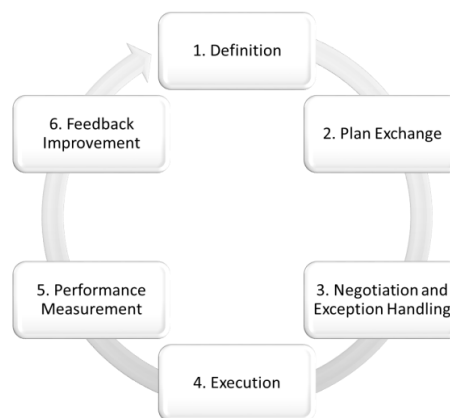 1. Definition
2. Plan Exchange
3. Negotiation and
Exception Handling
4. Execution
5. Performance
Measurement
6. Feedback
Improvement